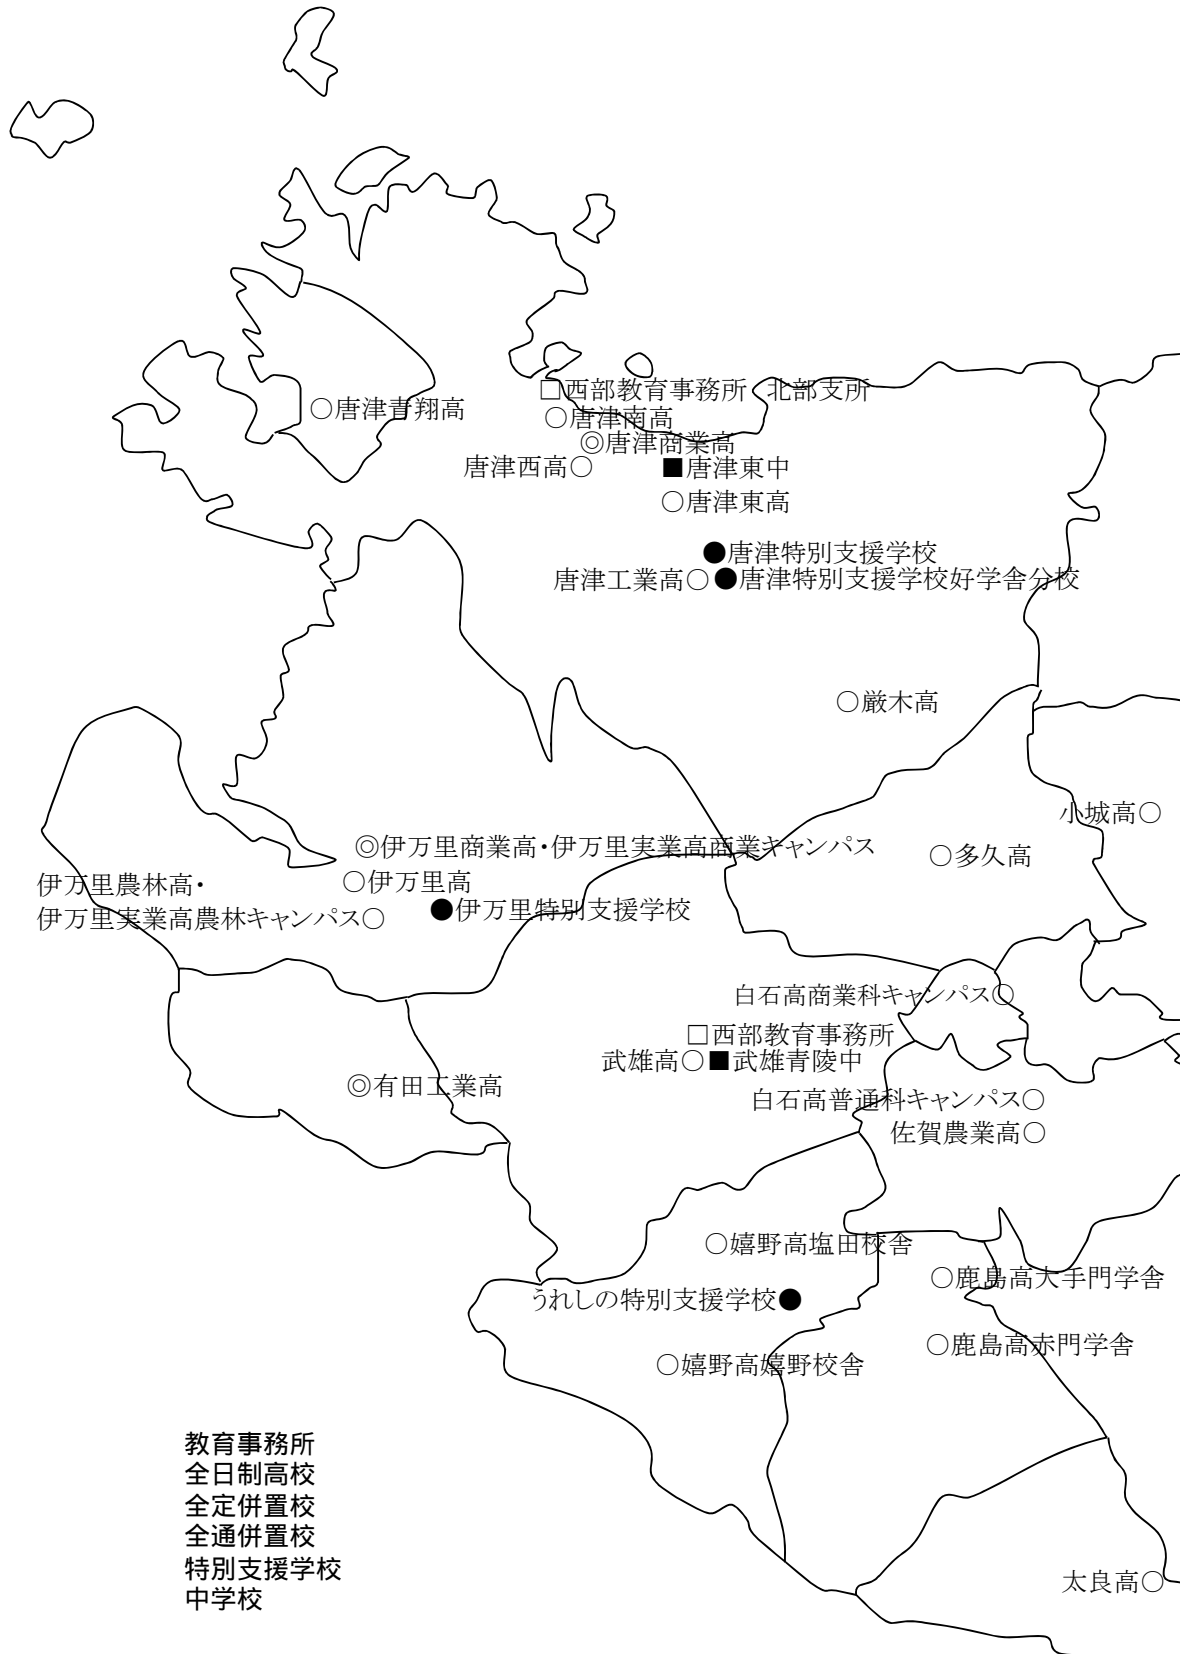 □西部教育事務所 北部支所
○唐津青翔高
○唐津南高
◎唐津商業高
唐津西高○
■唐津東中
○唐津東高
●唐津特別支援学校
唐津工業高○
●唐津特別支援学校好学舎分校
○厳木高
小城高○
◎伊万里商業高・伊万里実業高商業キャンパス
○多久高
伊万里農林高・
伊万里実業高農林キャンパス○
○伊万里高
●伊万里特別支援学校
白石高商業科キャンパス○
□西部教育事務所
武雄高○
■武雄青陵中
◎有田工業高
白石高普通科キャンパス○
佐賀農業高○
○嬉野高塩田校舎
○鹿島高大手門学舎
うれしの特別支援学校●
○鹿島高赤門学舎
○嬉野高嬉野校舎
教育事務所
全日制高校
全定併置校
全通併置校
特別支援学校
中学校
太良高○